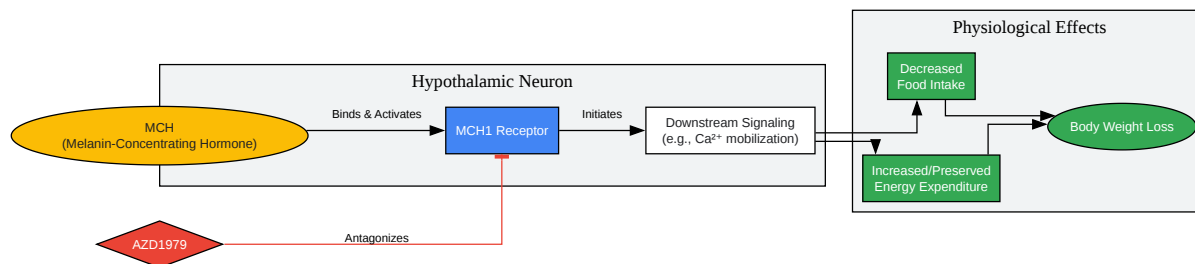 Physiological Effects
Hypothalamic Neuron
MCH
(Melanin-Concentrating Hormone)
Binds & Activates
MCH1 Receptor
Initiates
Downstream Signaling
(e.g., Ca²⁺ mobilization)
Decreased
Food Intake
Increased/Preserved
Energy Expenditure
Body Weight Loss
AZD1979
Antagonizes